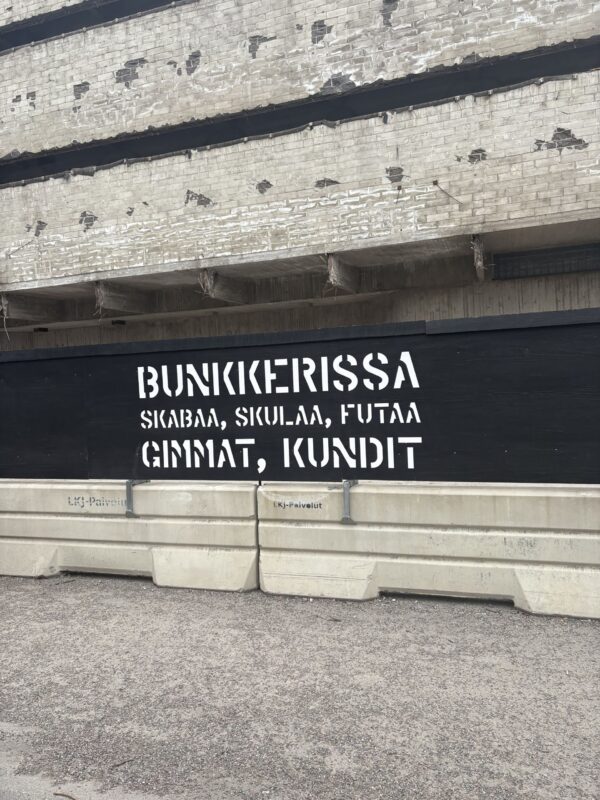 BUNKKERISSA
SKABAA, SKULAA, FUTAA
GIMMAT, KUNDIT
LKJ-Palvelut
LKJ-Palvelut